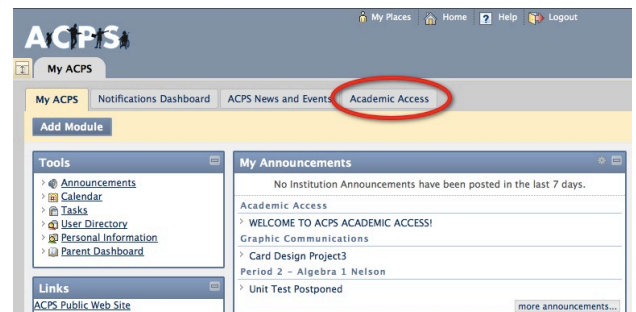 My Places Home ? Help Logout
ACPS
My ACPS
My ACPS Notifications Dashboard ACPS News and Events Academic Access
Add Module
Tools
Announcements
Calendar
Tasks
User Directory
Personal Information
Parent Dashboard
Links
ACPS Public Web Site
My Announcements
No Institution Announcements have been posted in the last 7 days.
Academic Access
WELCOME TO ACPS ACADEMIC ACCESS!
Graphic Communications
Card Design Project3
Period 2 - Algebra 1 Nelson
Unit Test Postponed
more announcements...